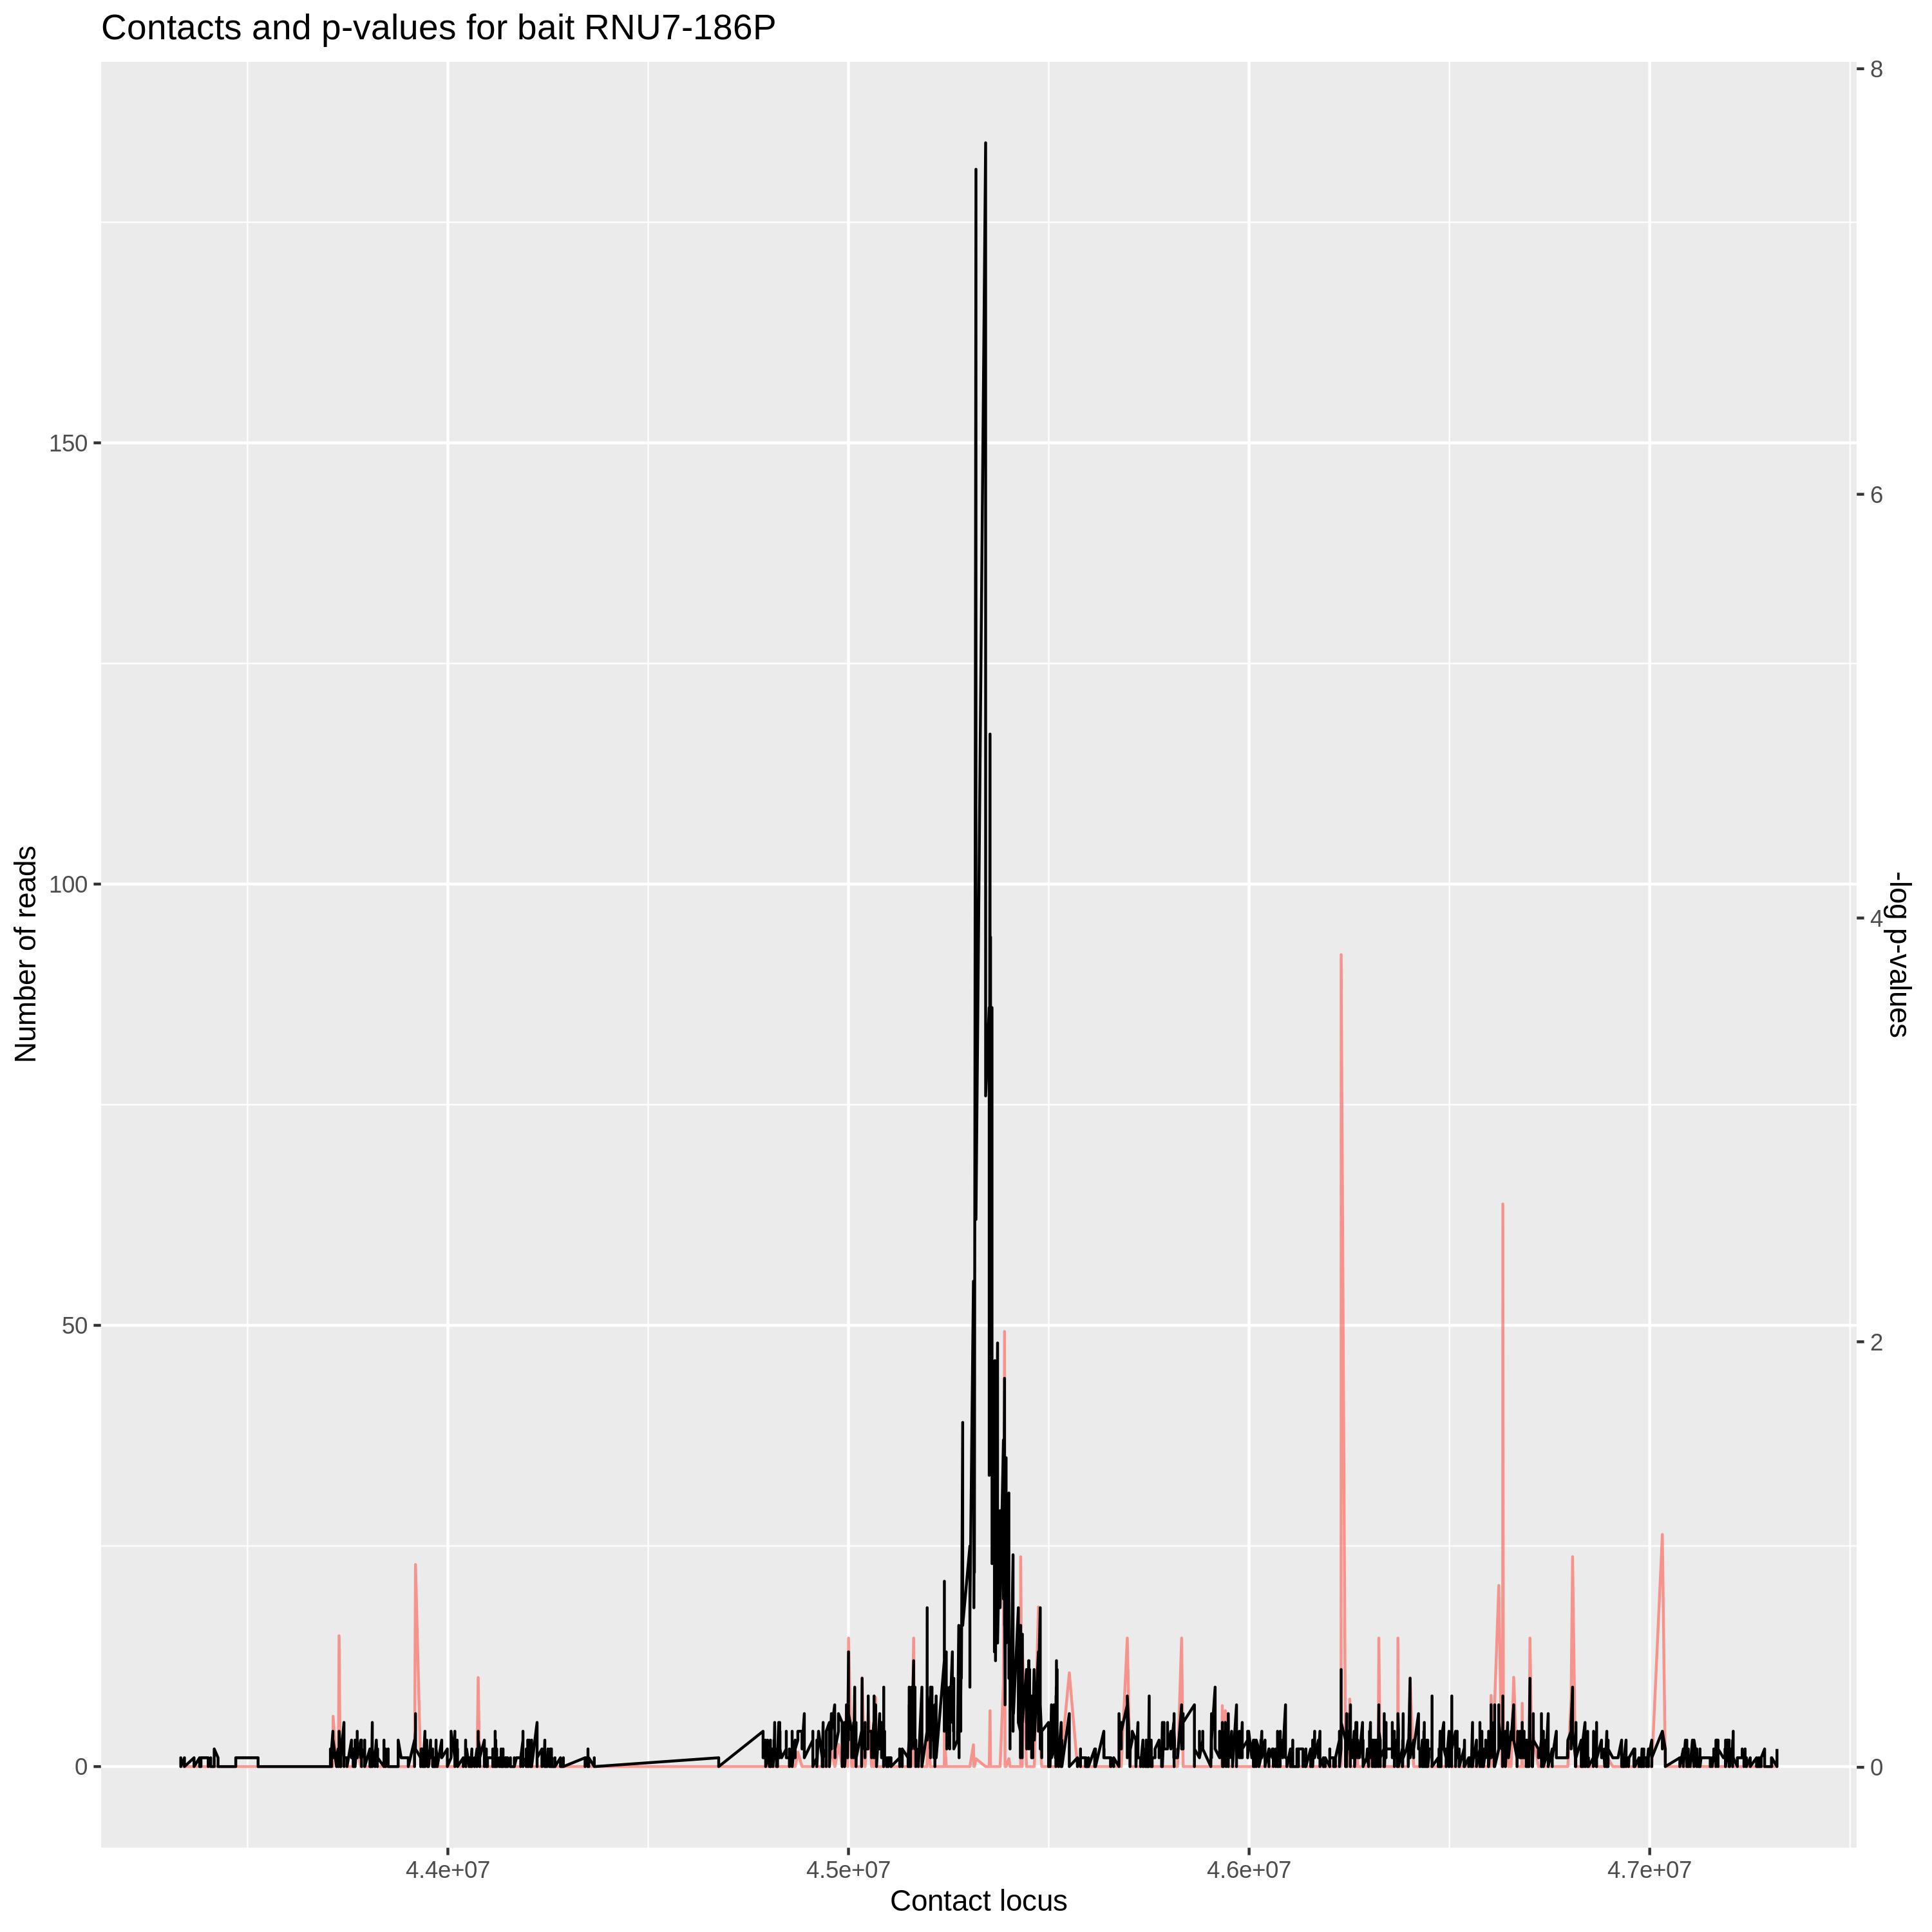 Contacts and p-values for bait RNU7-186P
Number of reads
150
100
50
0
8
6
4
2
0
-log p-values
4.4e+07
4.5e+07
4.6e+07
4.7e+07
Contact locus